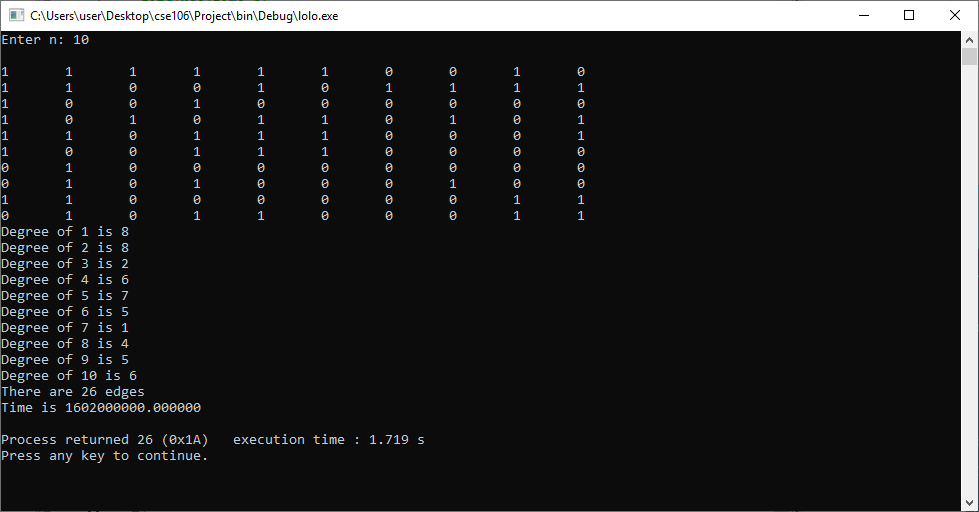 C:\Users\user\Desktop\cse106\Project\bin\Debug\lolo.exe
Enter n: 10
1 1 1 1 1 1 0 0 1 0
1 1 0 0 1 0 1 1 1 1
1 0 0 1 0 0 0 0 0 0
1 0 1 0 1 1 0 1 0 1
1 1 0 1 1 1 0 0 0 1
1 0 0 1 1 1 0 0 0 0
0 1 0 0 0 0 0 0 0 0
0 1 0 1 0 0 0 1 0 0
1 1 0 0 0 0 0 0 1 1
0 1 0 1 1 0 0 0 1 1
Degree of 1 is 8
Degree of 2 is 8
Degree of 3 is 2
Degree of 4 is 6
Degree of 5 is 7
Degree of 6 is 5
Degree of 7 is 1
Degree of 8 is 4
Degree of 9 is 5
Degree of 10 is 6
There are 26 edges
Time is 1602000000.000000
Process returned 26 (0x1A) execution time : 1.719 s
Press any key to continue.